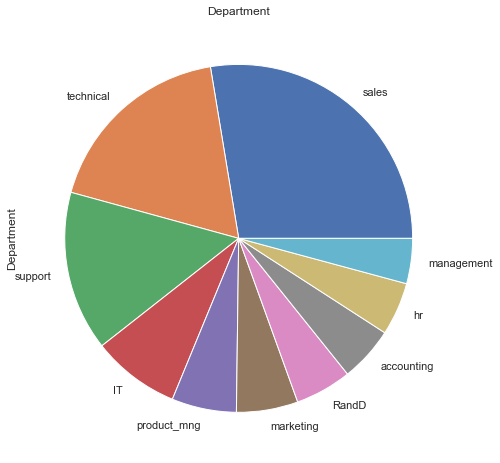 Department
sales
technical
Department
support
management
hr
accounting
IT
RandD
product_mng
marketing